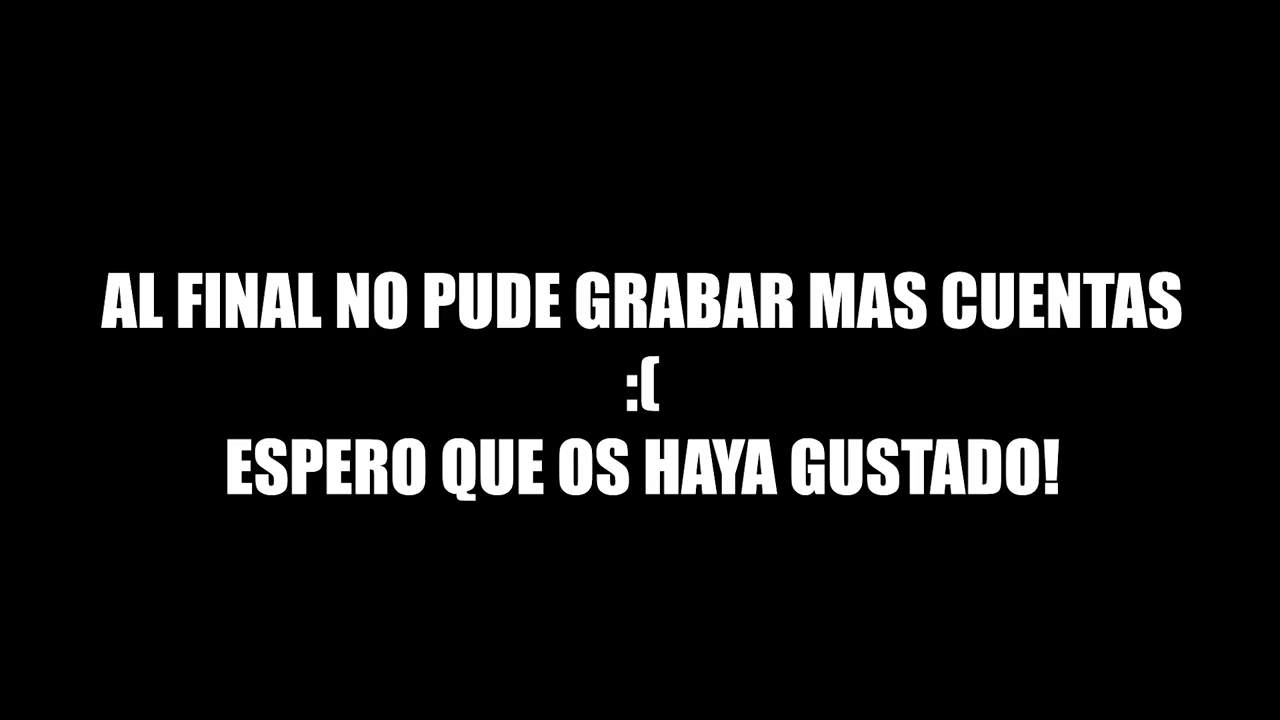 AL FINAL NO PUDE GRABAR MAS CUENTAS
:(
ESPERO QUE OS HAYA GUSTADO!